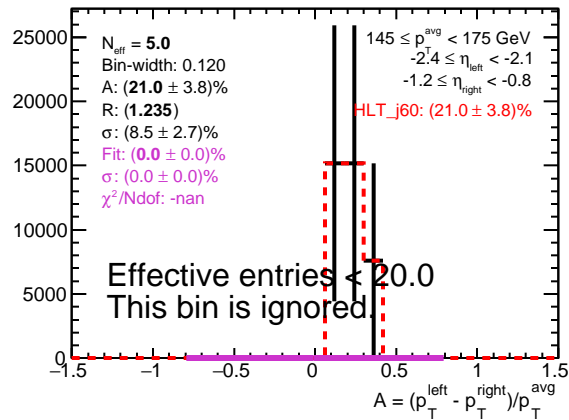 25000
20000
15000
10000
5000
0
N_eff = 5.0
Bin-width: 0.120
A: (21.0 ± 3.8)%
R: (1.235)
σ: (8.5 ± 2.7)%
Fit: (0.0 ± 0.0)%
σ: (0.0 ± 0.0)%
χ²/Ndof: -nan
145 ≤ p_T^avg < 175 GeV
-2.4 ≤ η_left < -2.1
-1.2 ≤ η_right < -0.8
HLT_j60: (21.0 ± 3.8)%
Effective entries < 20.0
This bin is ignored.
−1.5 −1 −0.5 0 0.5 1 1.5
A = (p_T^left - p_T^right)/p_T^avg